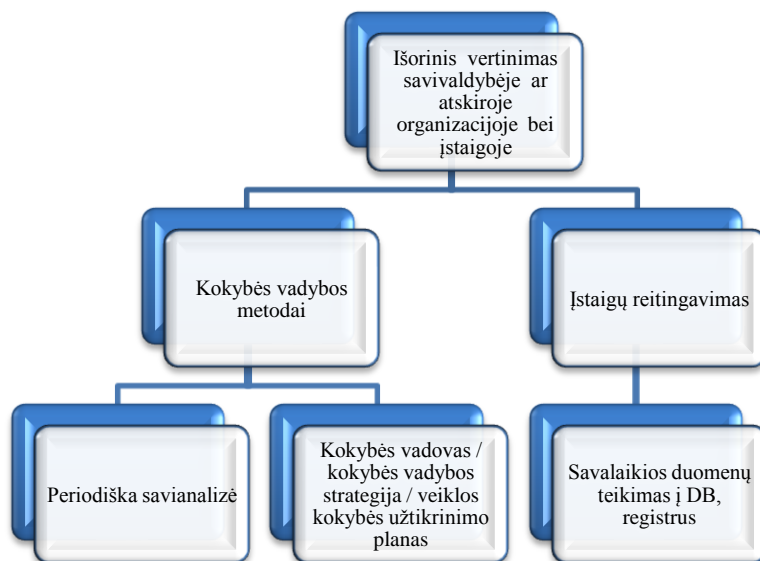 Išorinis vertinimas
savivaldybėje ar
atskiroje
organizacijoje bei
įstaigoje
Kokybės vadybos
metodai
Įstaigų reitingavimas
Periodiška savianalizė
Kokybės vadovas /
kokybės vadybos
strategija / veiklos
kokybės užtikrinimo
planas
Savalaikios duomenų
teikimas į DB,
registrus